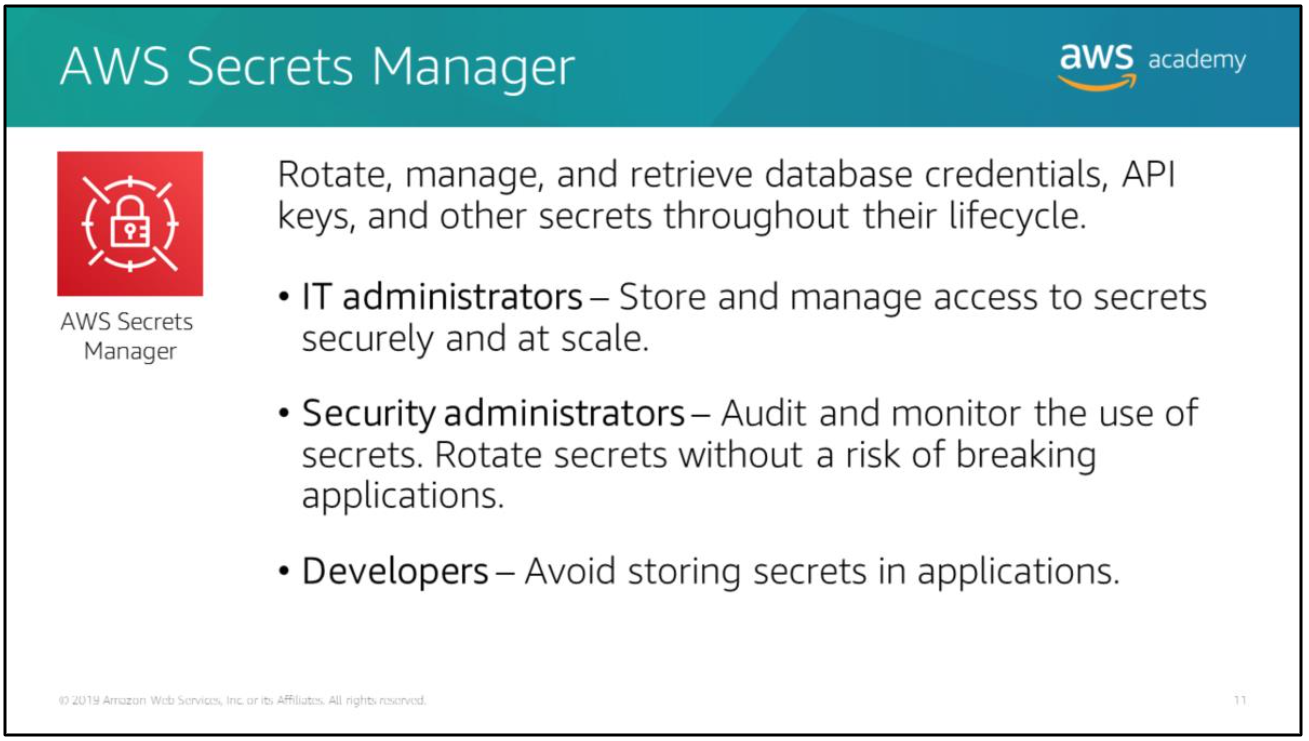 AWS Secrets Manager
aws academy
AWS Secrets
Manager
Rotate, manage, and retrieve database credentials, API
keys, and other secrets throughout their lifecycle.
• IT administrators – Store and manage access to secrets
securely and at scale.
• Security administrators – Audit and monitor the use of
secrets. Rotate secrets without a risk of breaking
applications.
• Developers – Avoid storing secrets in applications.
© 2019 Amazon Web Services, Inc. or its Affiliates. All rights reserved.
11